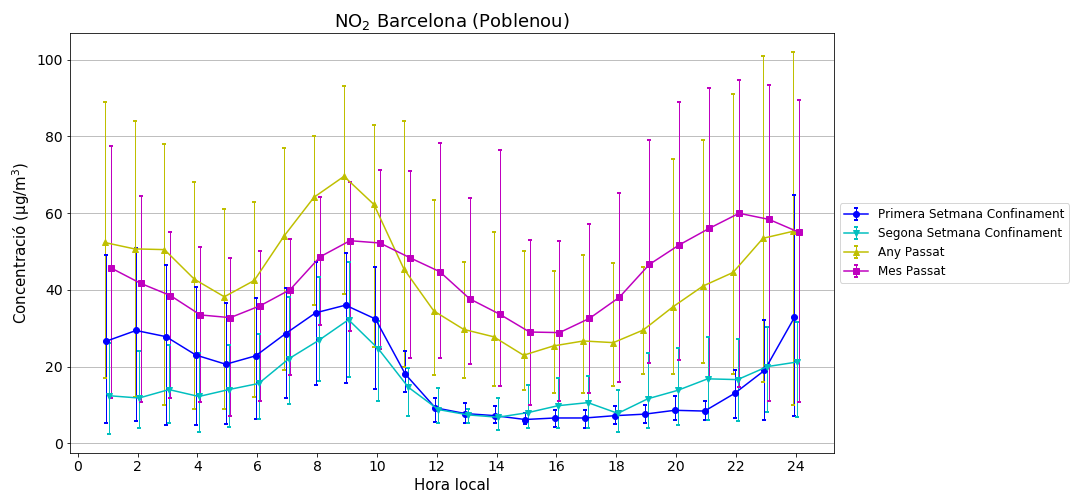 NO₂ Barcelona (Poblenou)
Concentració (µg/m³)
100
80
60
40
20
0
0 2 4 6 8 10 12 14 16 18 20 22 24
Hora local
Primera Setmana Confinament
Segona Setmana Confinament
Any Passat
Mes Passat